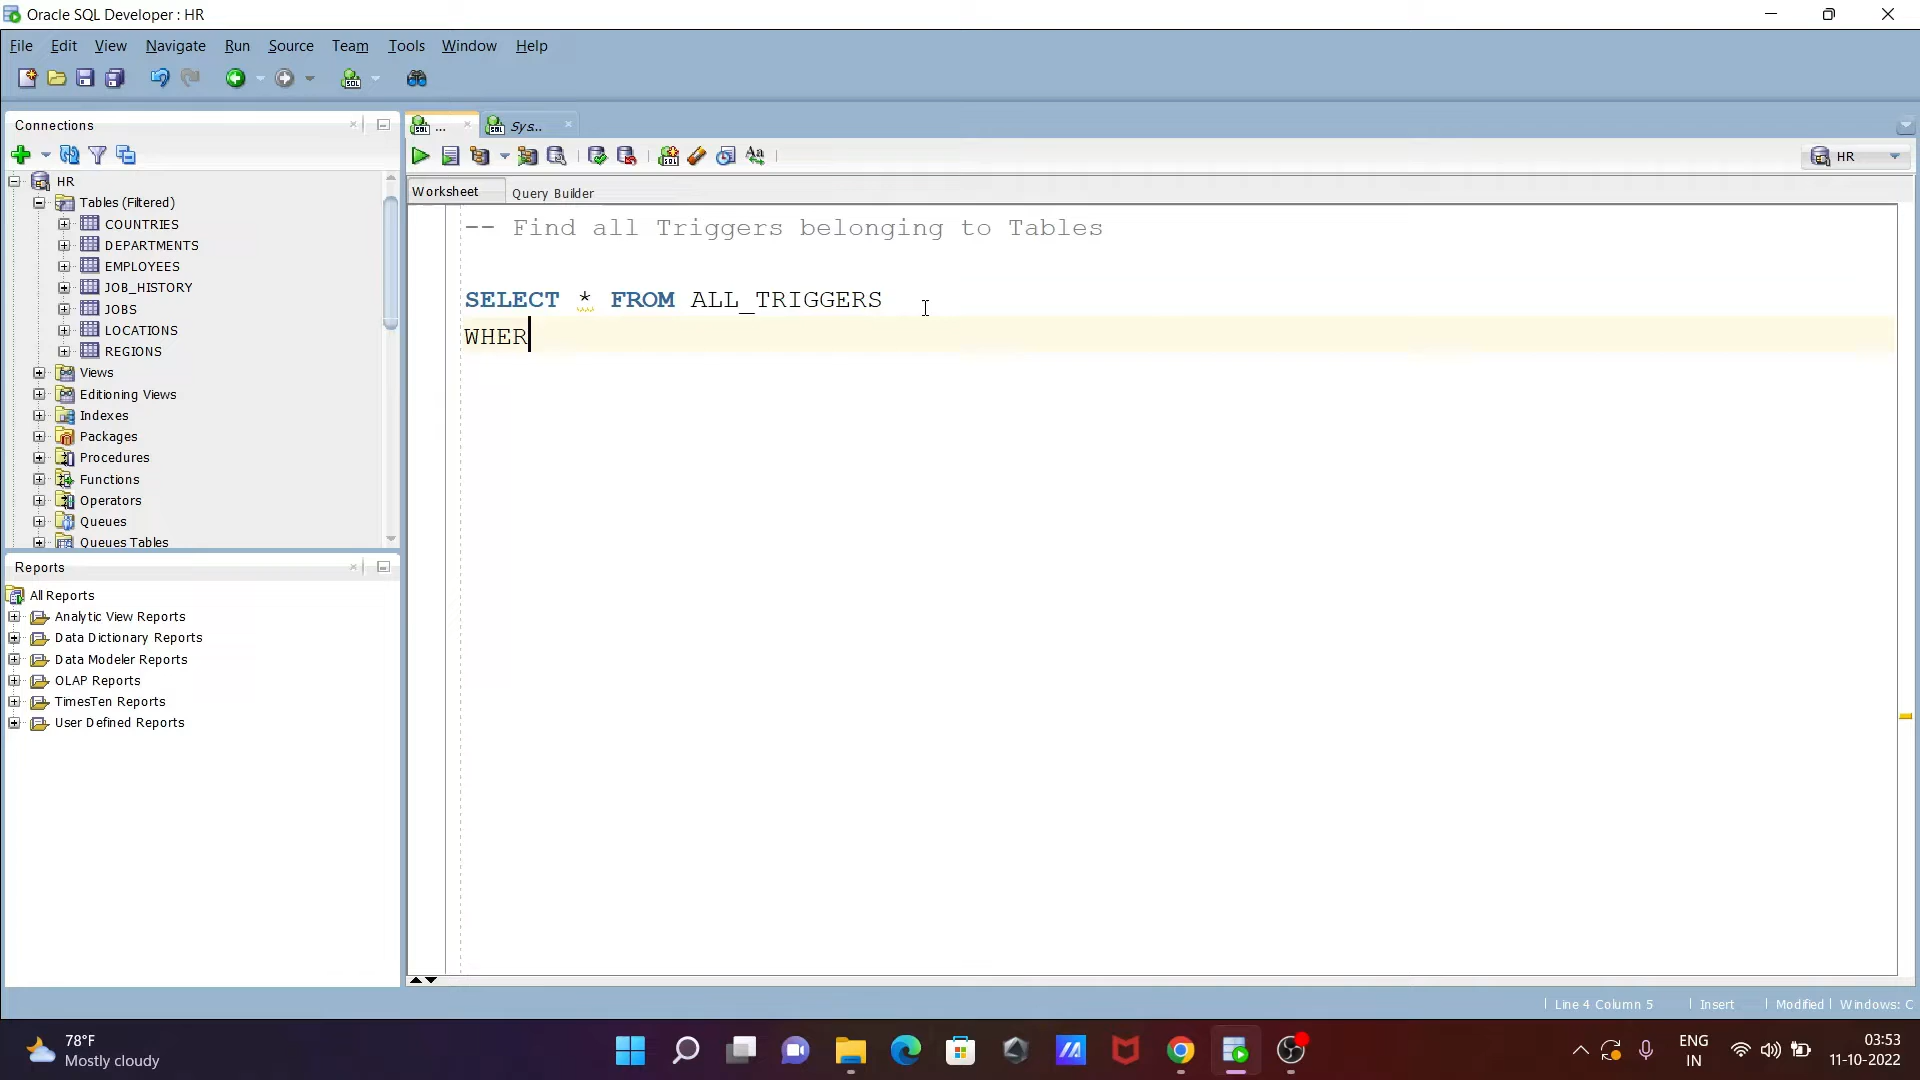 Oracle SQL Developer : HR
File Edit View Navigate Run Source Team Tools Window Help
Connections
... Sys..
HR
Worksheet Query Builder
HR
Tables (Filtered)
COUNTRIES
DEPARTMENTS
EMPLOYEES
JOB_HISTORY
JOBS
LOCATIONS
REGIONS
Views
Editioning Views
Indexes
Packages
Procedures
Functions
Operators
Queues
Queues Tables
-- Find all Triggers belonging to Tables
SELECT * FROM ALL_TRIGGERS
WHER
Reports
All Reports
Analytic View Reports
Data Dictionary Reports
Data Modeler Reports
OLAP Reports
TimesTen Reports
User Defined Reports
Line 4 Column 5 Insert Modified Windows: C
78°F
Mostly cloudy
ENG
IN
03:53
11-10-2022